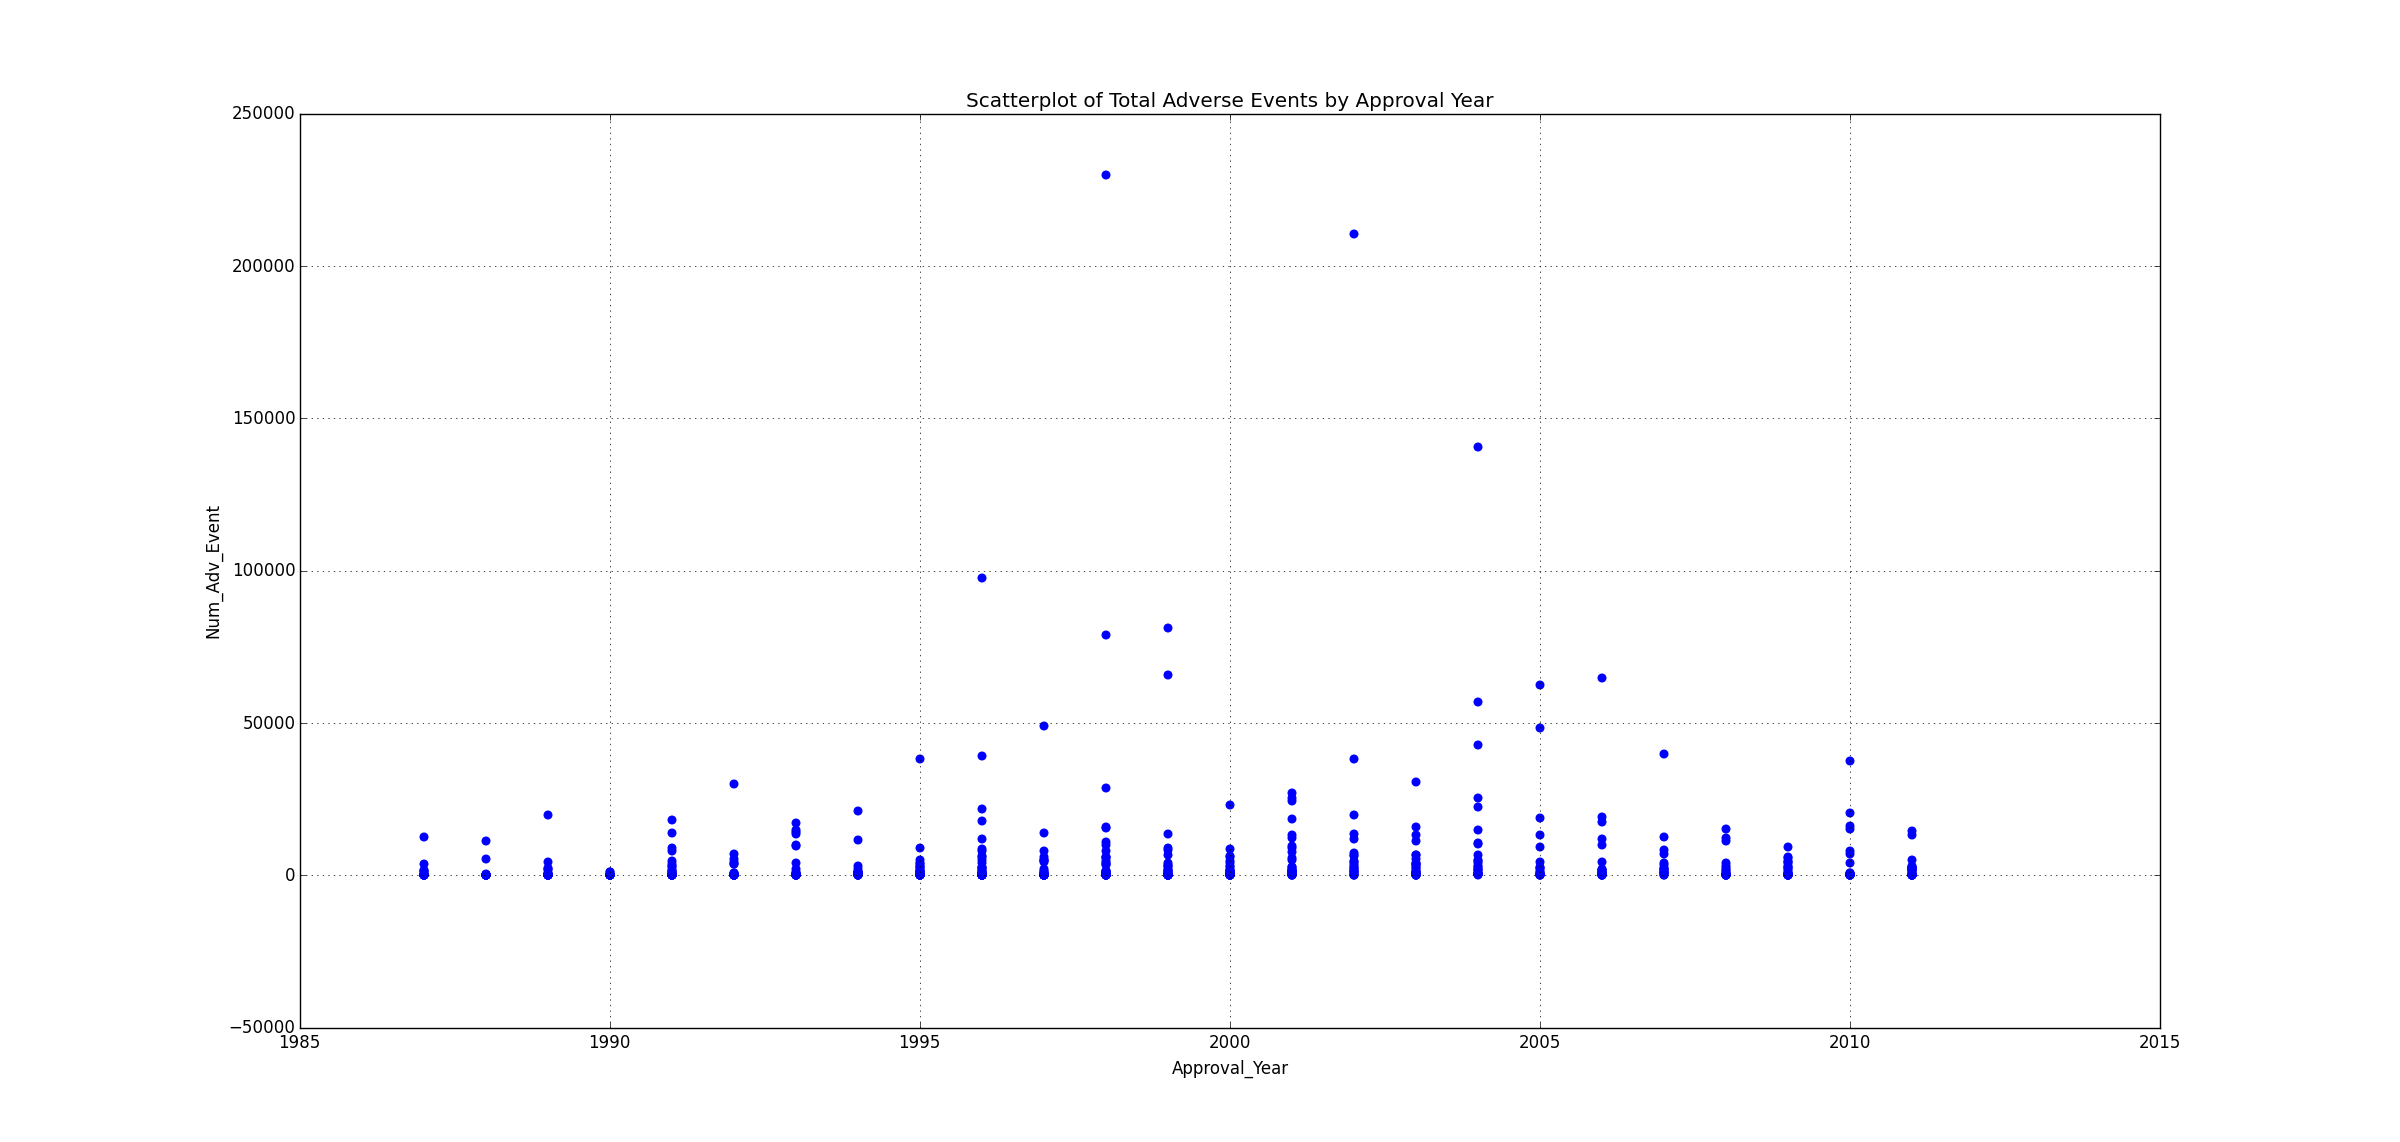 Scatterplot of Total Adverse Events by Approval Year
250000
200000
150000
100000
50000
0
−50000
Num_Adv_Event
1985 1990 1995 2000 2005 2010 2015
Approval_Year